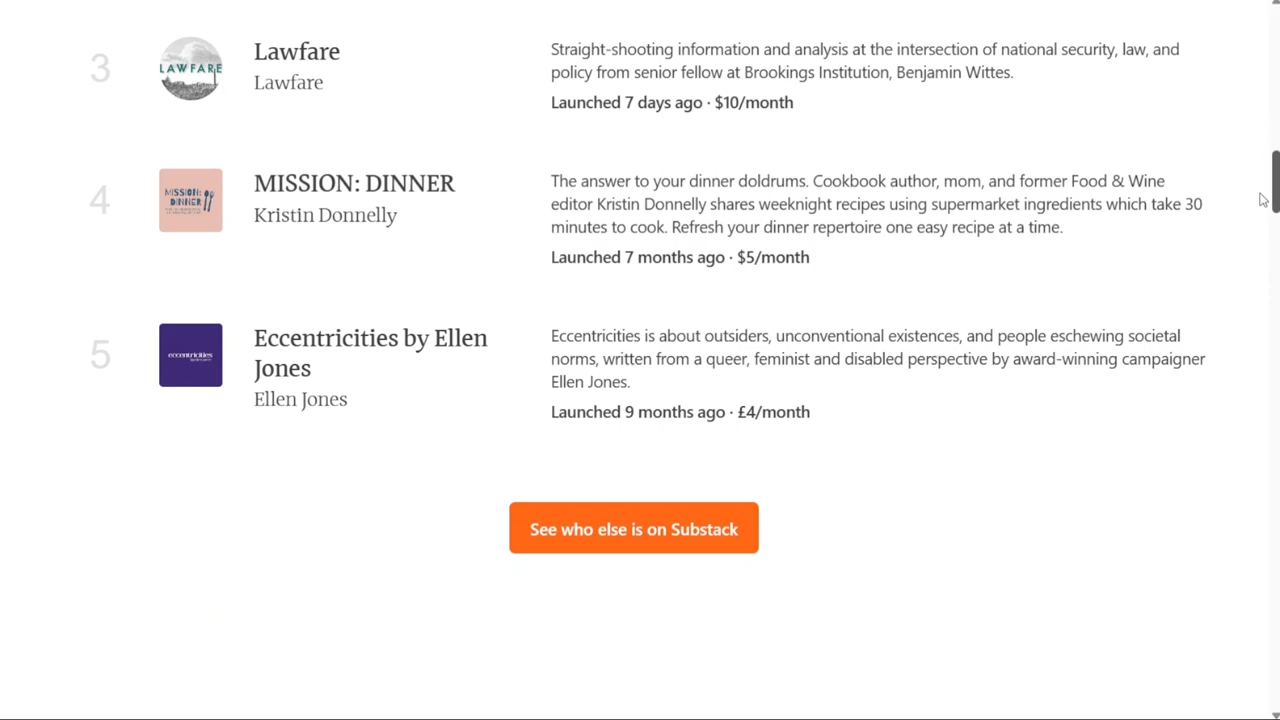 3
LAWFARE
Lawfare
Lawfare
Straight-shooting information and analysis at the intersection of national security, law, and
policy from senior fellow at Brookings Institution, Benjamin Wittes.
Launched 7 days ago · $10/month
4
MISSION:
DINNER
MISSION: DINNER
Kristin Donnelly
The answer to your dinner doldrums. Cookbook author, mom, and former Food & Wine
editor Kristin Donnelly shares weeknight recipes using supermarket ingredients which take 30
minutes to cook. Refresh your dinner repertoire one easy recipe at a time.
Launched 7 months ago · $5/month
5
eccentricities
Eccentricities by Ellen
Jones
Ellen Jones
Eccentricities is about outsiders, unconventional existences, and people eschewing societal
norms, written from a queer, feminist and disabled perspective by award-winning campaigner
Ellen Jones.
Launched 9 months ago · £4/month
See who else is on Substack